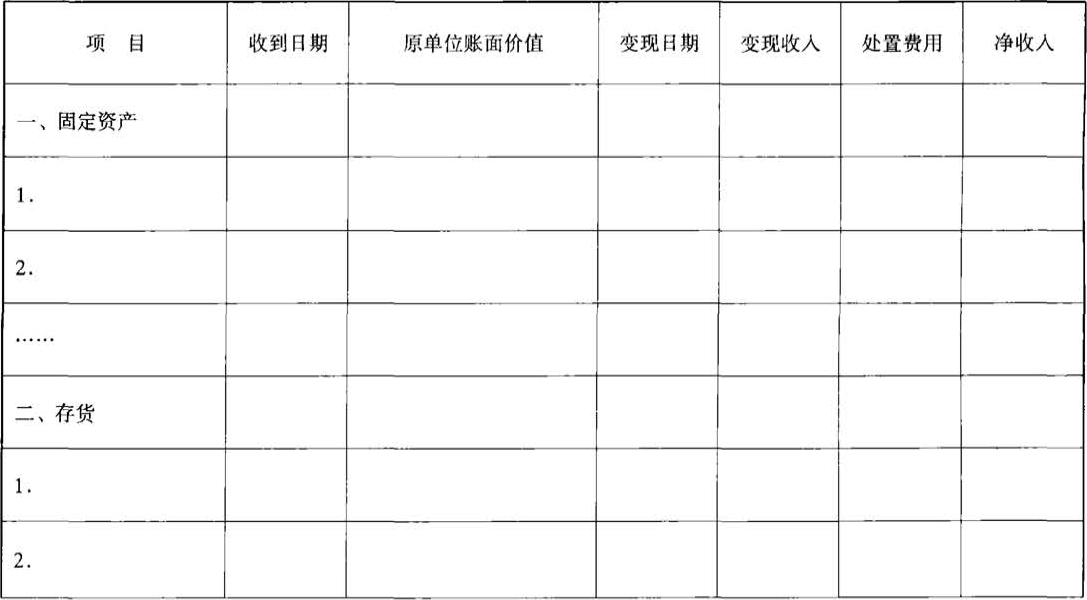 项 目 收到日期 原单位账面价值 变现日期 变现收入 处置费用 净收入
一、固定资产
1.
2.
……
二、存货
1.
2.